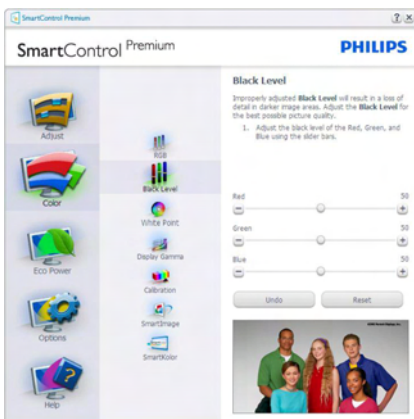 SmartControl Premium
SmartControl Premium
PHILIPS
Adjust
Color
Eco Power
Options
Help
RGB
Black Level
White Point
Display Gamma
Calibration
SmartImage
SmartKolor
Black Level
Improperly adjusted Black Level will result in a loss of
detail in darker image areas. Adjust the Black Level for
the best possible picture quality.
1. Adjust the black level of the Red, Green, and
Blue using the slider bars.
Red 50
Green 50
Blue 50
Undo Reset